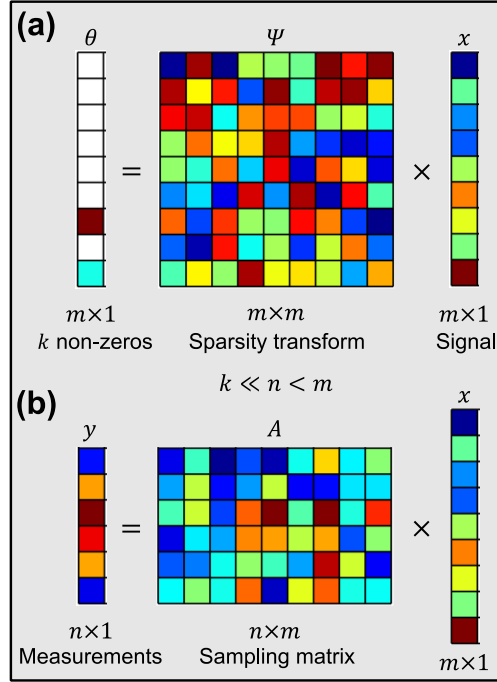 (a)
θ Ψ x
= ×
m×1 m×m m×1
k non-zeros Sparsity transform Signal
k ≪ n < m
(b)
y A x
= ×
n×1 n×m
Measurements Sampling matrix
m×1